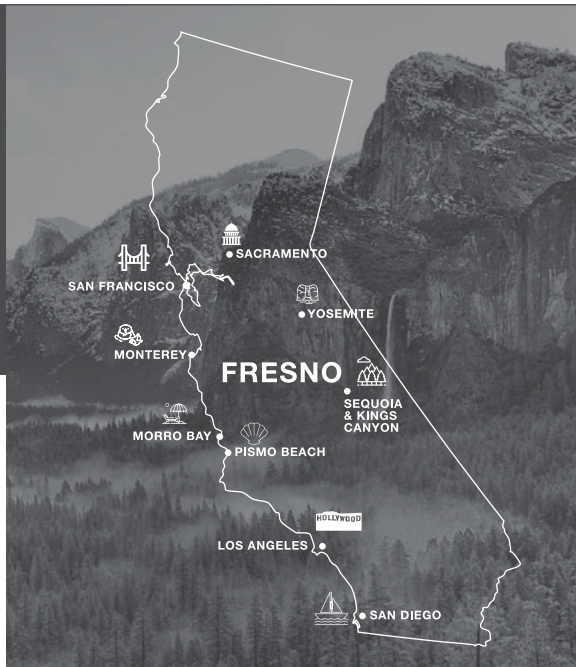 SACRAMENTO
SAN FRANCISCO
YOSEMITE
MONTEREY
FRESNO
SEQUOIA
& KINGS
CANYON
MORRO BAY
PISMO BEACH
HOLLYWOOD
LOS ANGELES
SAN DIEGO